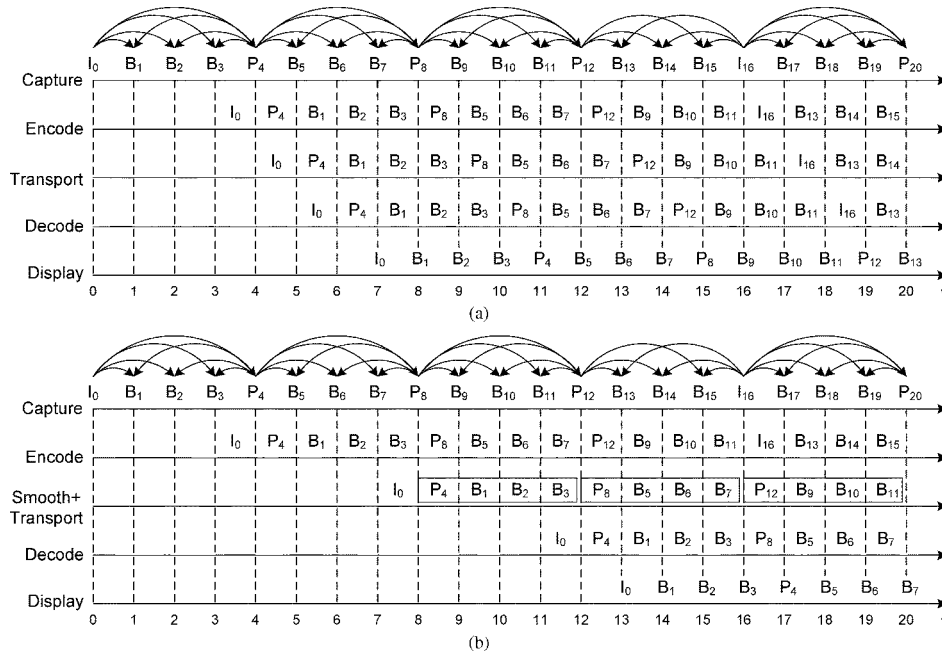 I0 B1 B2 B3 P4 B5 B6 B7 P8 B9 B10 B11 P12 B13 B14 B15 I16 B17 B18 B19 P20
Capture
I0 P4 B1 B2 B3 P8 B5 B6 B7 P12 B9 B10 B11 I16 B13 B14 B15
Encode
I0 P4 B1 B2 B3 P8 B5 B6 B7 P12 B9 B10 B11 I16 B13 B14
Transport
I0 P4 B1 B2 B3 P8 B5 B6 B7 P12 B9 B10 B11 I16 B13
Decode
I0 B1 B2 B3 P4 B5 B6 B7 P8 B9 B10 B11 P12 B13
Display
0 1 2 3 4 5 6 7 8 9 10 11 12 13 14 15 16 17 18 19 20
(a)
I0 B1 B2 B3 P4 B5 B6 B7 P8 B9 B10 B11 P12 B13 B14 B15 I16 B17 B18 B19 P20
Capture
I0 P4 B1 B2 B3 P8 B5 B6 B7 P12 B9 B10 B11 I16 B13 B14 B15
Encode
I0 P4 B1 B2 B3 P8 B5 B6 B7 P12 B9 B10 B11
Smooth+
Transport
I0 P4 B1 B2 B3 P8 B5 B6 B7
Decode
I0 B1 B2 B3 P4 B5 B6 B7
Display
0 1 2 3 4 5 6 7 8 9 10 11 12 13 14 15 16 17 18 19 20
(b)